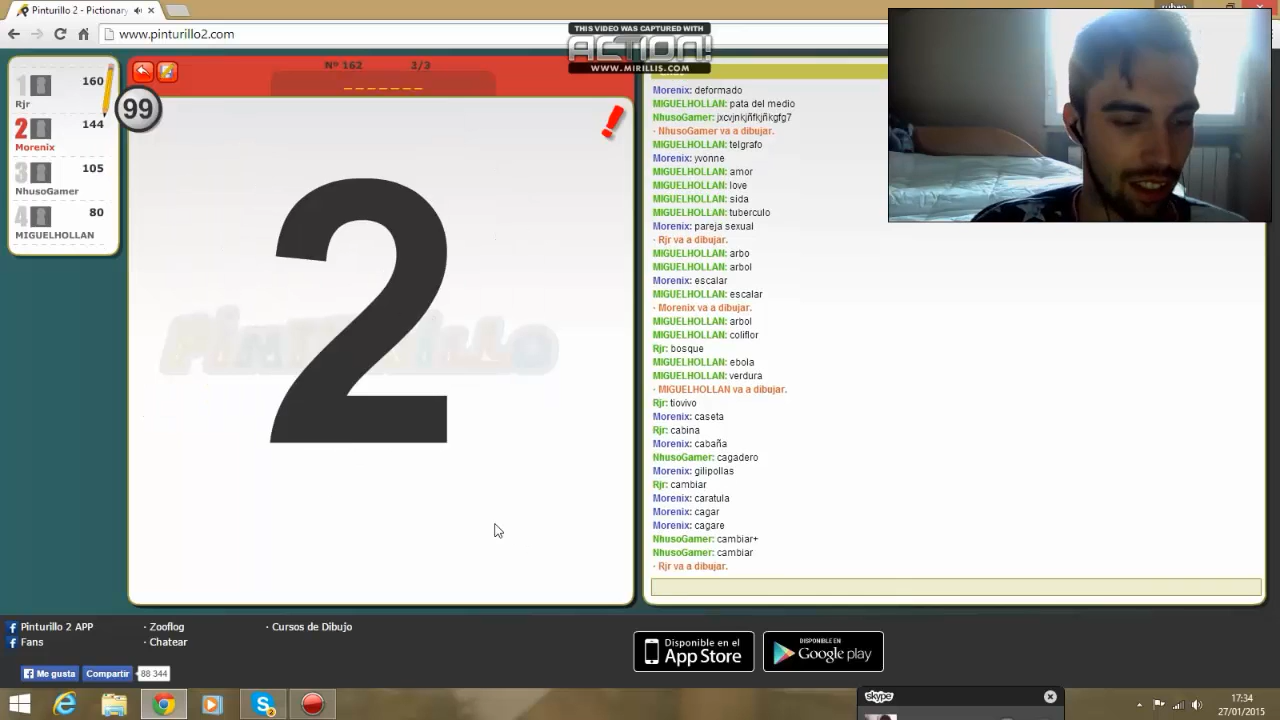 Pinturillo 2 - Pictionary
www.pinturillo2.com
THIS VIDEO WAS CAPTURED WITH
ACTION!
WWW.MIRILLIS.COM
1 160
Rjr
2 144
Morenix
3 105
NhusoGamer
4 80
MIGUELHOLLAN
99
Nº 162 1/3
_ _ _ _ _ _ _
!
2
Pinturillo
Morenix: deformado
MIGUELHOLLAN: pata del medio
NhusoGamer: jxcvjnkjñfkjñkgfg7
· NhusoGamer va a dibujar.
MIGUELHOLLAN: telgrafo
Morenix: yvonne
MIGUELHOLLAN: amor
MIGUELHOLLAN: love
MIGUELHOLLAN: sida
MIGUELHOLLAN: tuberculo
Morenix: pareja sexual
· Rjr va a dibujar.
MIGUELHOLLAN: arbo
MIGUELHOLLAN: arbol
Morenix: escalar
MIGUELHOLLAN: escalar
· Morenix va a dibujar.
MIGUELHOLLAN: arbol
MIGUELHOLLAN: coliflor
Rjr: bosque
MIGUELHOLLAN: ebola
MIGUELHOLLAN: verdura
· MIGUELHOLLAN va a dibujar.
Rjr: tiovivo
Morenix: caseta
Rjr: cabina
Morenix: cabaña
NhusoGamer: cagadero
Morenix: gilipollas
Rjr: cambiar
Morenix: caratula
Morenix: cagar
Morenix: cagare
NhusoGamer: cambiar+
NhusoGamer: cambiar
· Rjr va a dibujar.
Pinturillo 2 APP · Zooflog · Cursos de Dibujo
Fans · Chatear
Me gusta Compartir 88 344
Disponible en el
App Store
DISPONIBLE EN
Google play
skype
17:34
27/01/2015